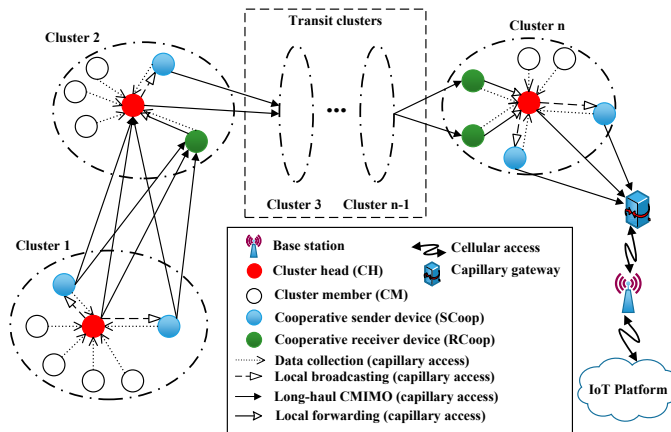 Transit clusters
Cluster 2
Cluster n
Cluster 3
Cluster n-1
Cluster 1
Base station
Cellular access
Cluster head (CH)
Capillary gateway
Cluster member (CM)
Cooperative sender device (SCoop)
Cooperative receiver device (RCoop)
Data collection (capillary access)
Local broadcasting (capillary access)
Long-haul CMIMO (capillary access)
Local forwarding (capillary access)
IoT Platform